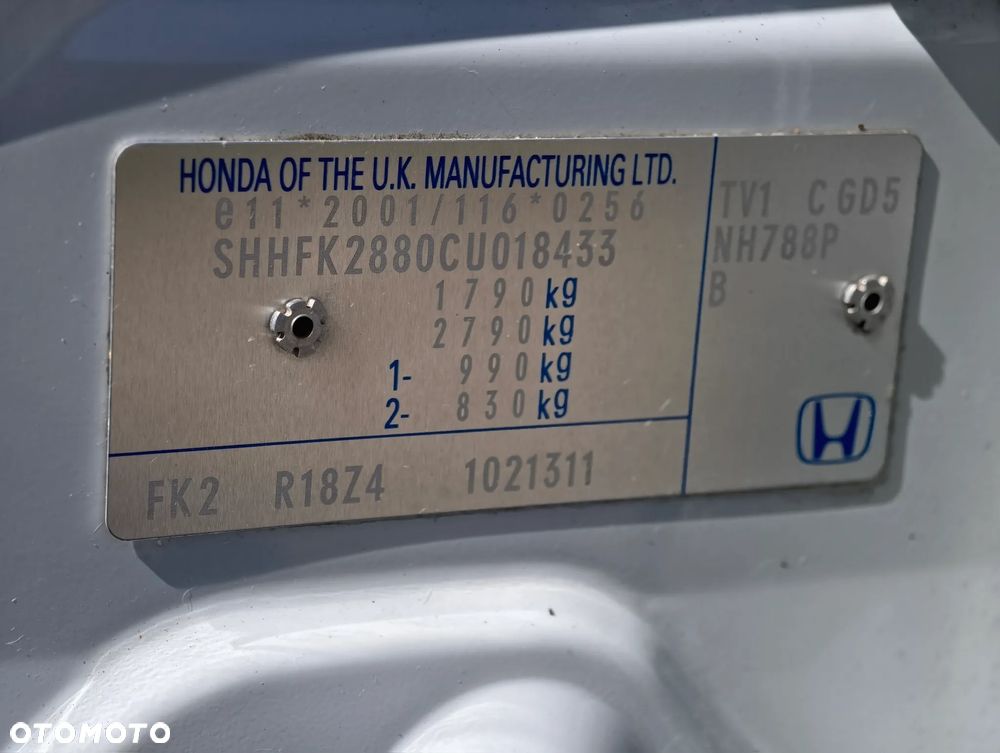 HONDA OF THE U.K. MANUFACTURING LTD.
e11*2001/116*0256
SHHFK2880CU018433
1790kg
2790kg
1- 990kg
2- 830kg
FK2 R18Z4 1021311
TV1 C GD5
NH788P
B
OTOMOTO